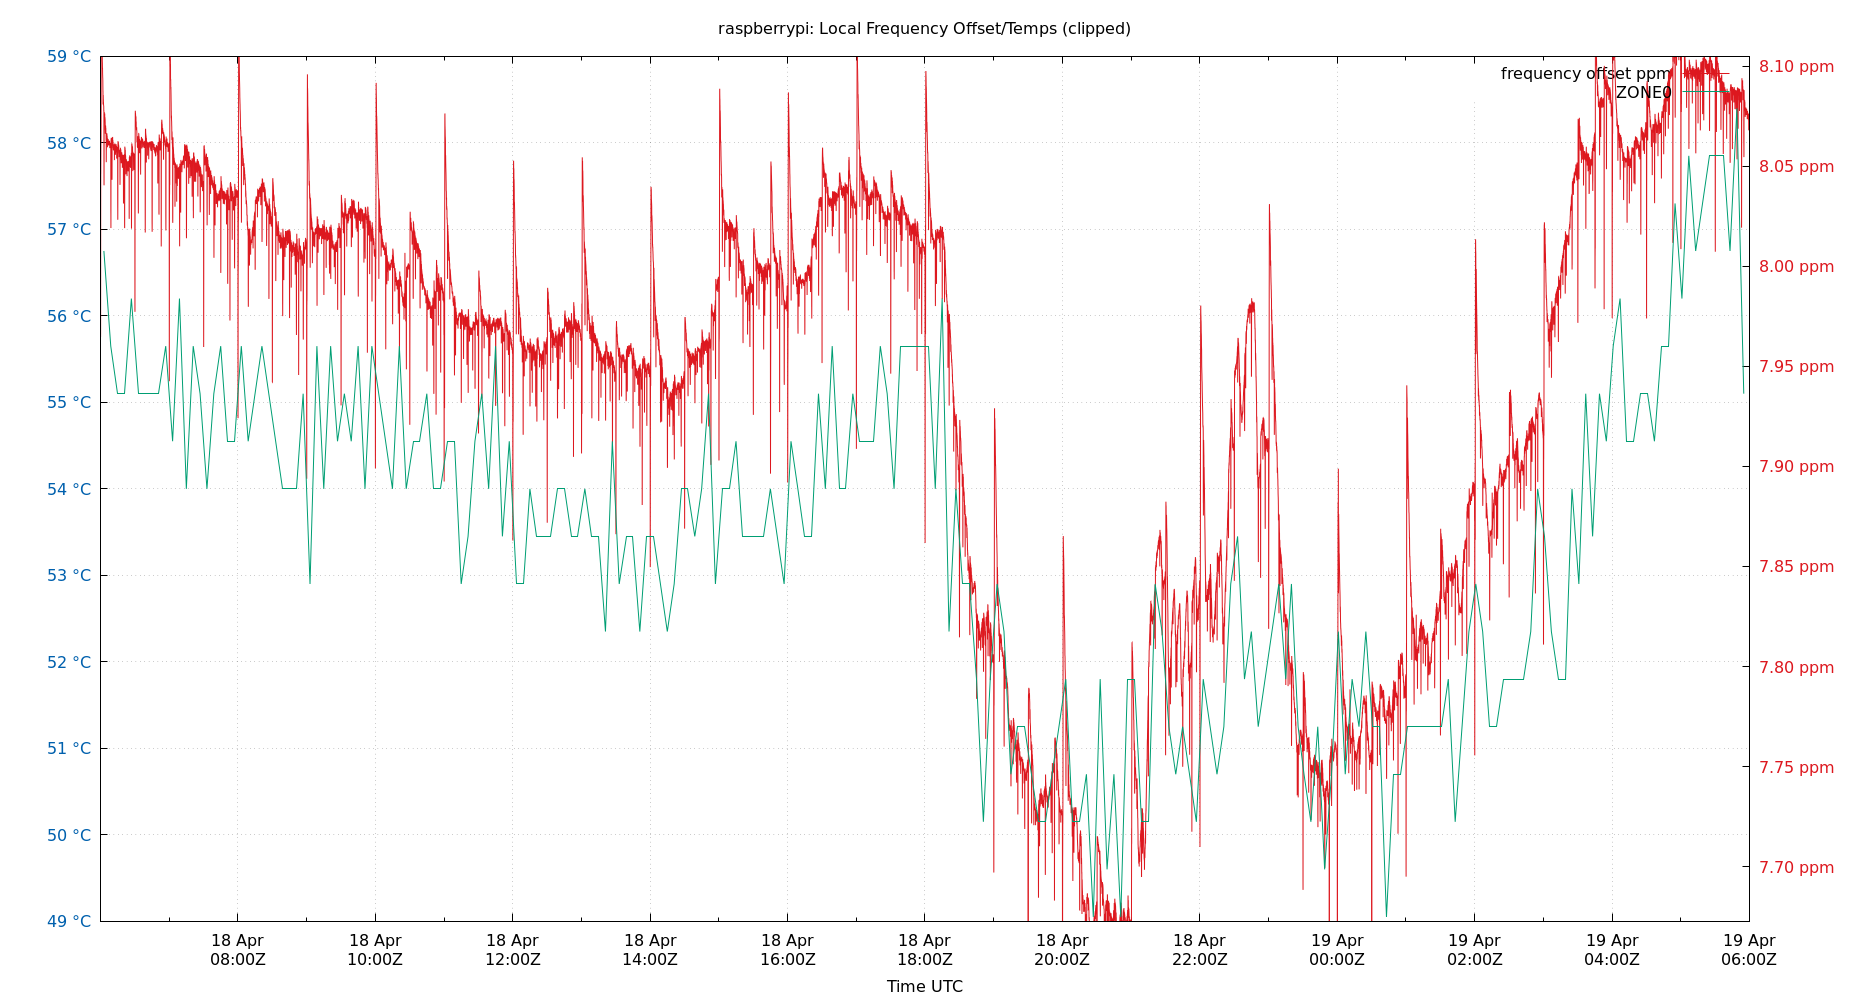 raspberrypi: Local Frequency Offset/Temps (clipped)
frequency offset ppm
ZONE0
59 °C
58 °C
57 °C
56 °C
55 °C
54 °C
53 °C
52 °C
51 °C
50 °C
49 °C
8.10 ppm
8.05 ppm
8.00 ppm
7.95 ppm
7.90 ppm
7.85 ppm
7.80 ppm
7.75 ppm
7.70 ppm
18 Apr
08:00Z
18 Apr
10:00Z
18 Apr
12:00Z
18 Apr
14:00Z
18 Apr
16:00Z
18 Apr
18:00Z
18 Apr
20:00Z
18 Apr
22:00Z
19 Apr
00:00Z
19 Apr
02:00Z
19 Apr
04:00Z
19 Apr
06:00Z
Time UTC